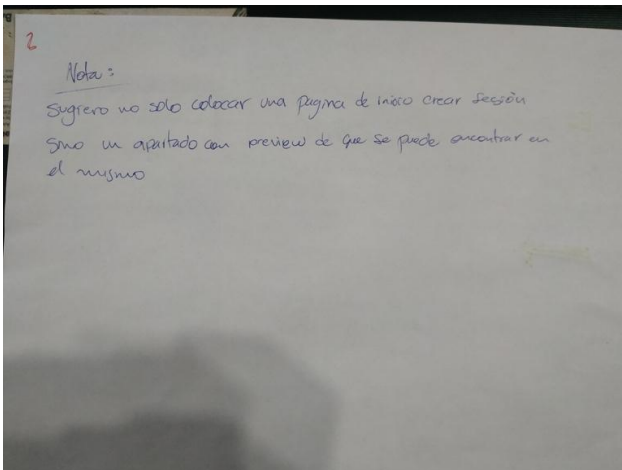 2
Nota:
Sugiero no solo colocar una pagina de inicio crear sesión
sino un apartado con preview de que se puede encontrar en
el mismo